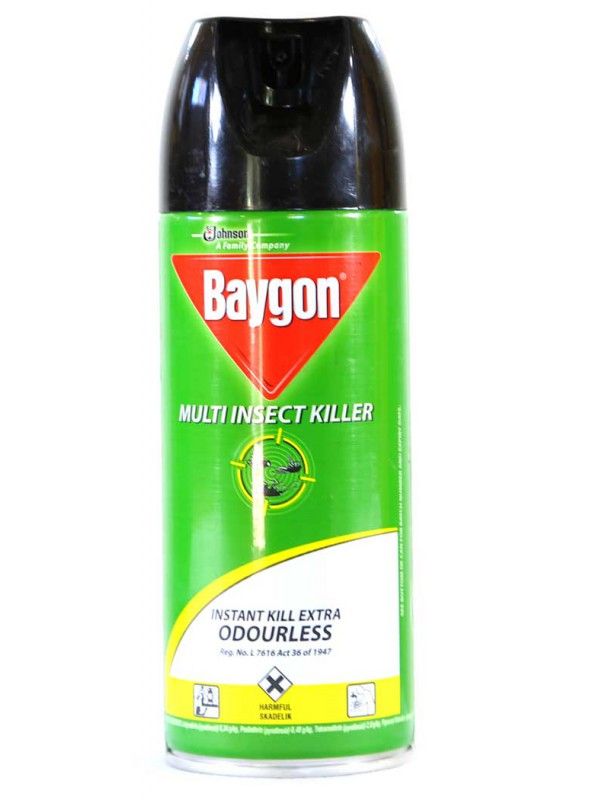 Johnson
A Family Company
Baygon®
MULTI INSECT KILLER
INSTANT KILL EXTRA
ODOURLESS
Reg. No. L 7616 Act 36 of 1947
HARMFUL
SKADELIK